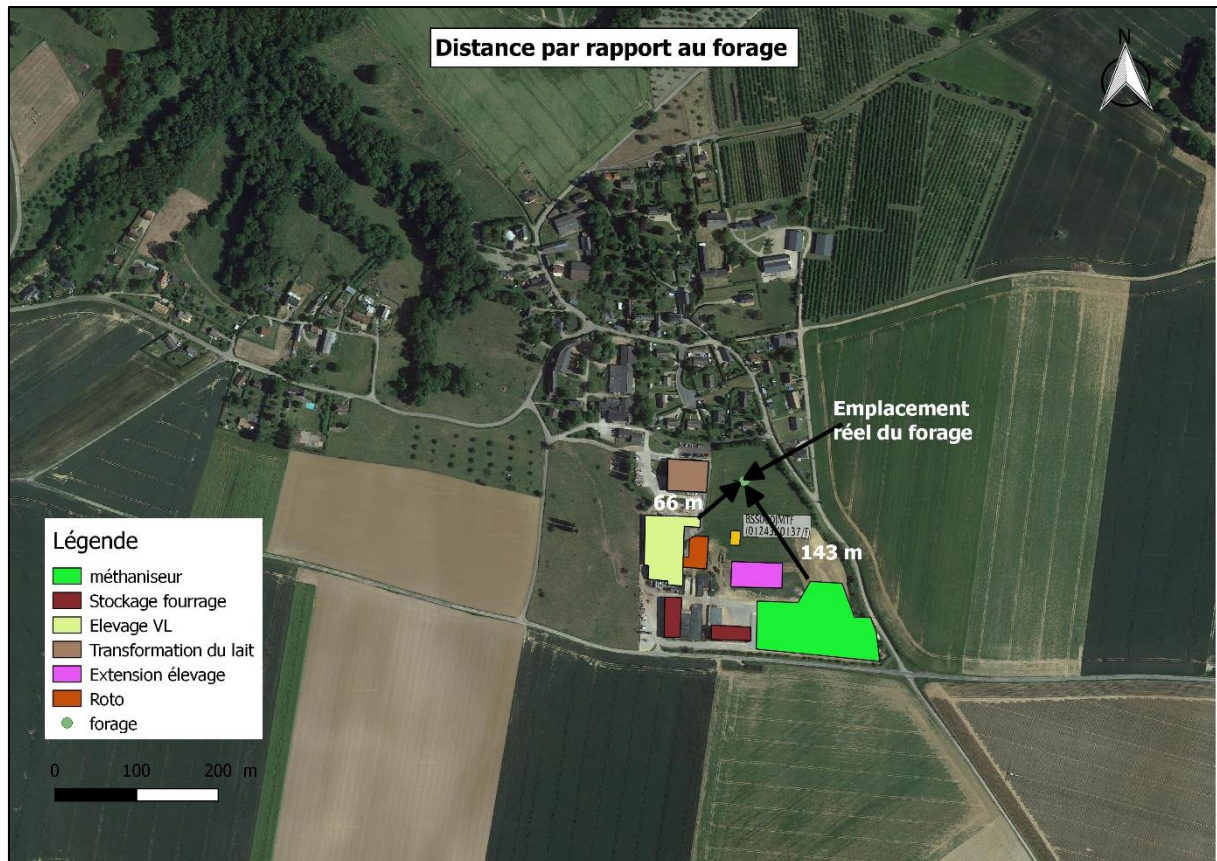 Distance par rapport au forage
N
Emplacement
réel du forage
66 m
143 m
Légende
méthaniseur
Stockage fourrage
Elevage VL
Transformation du lait
Extension élevage
Roto
forage
0 100 200 m